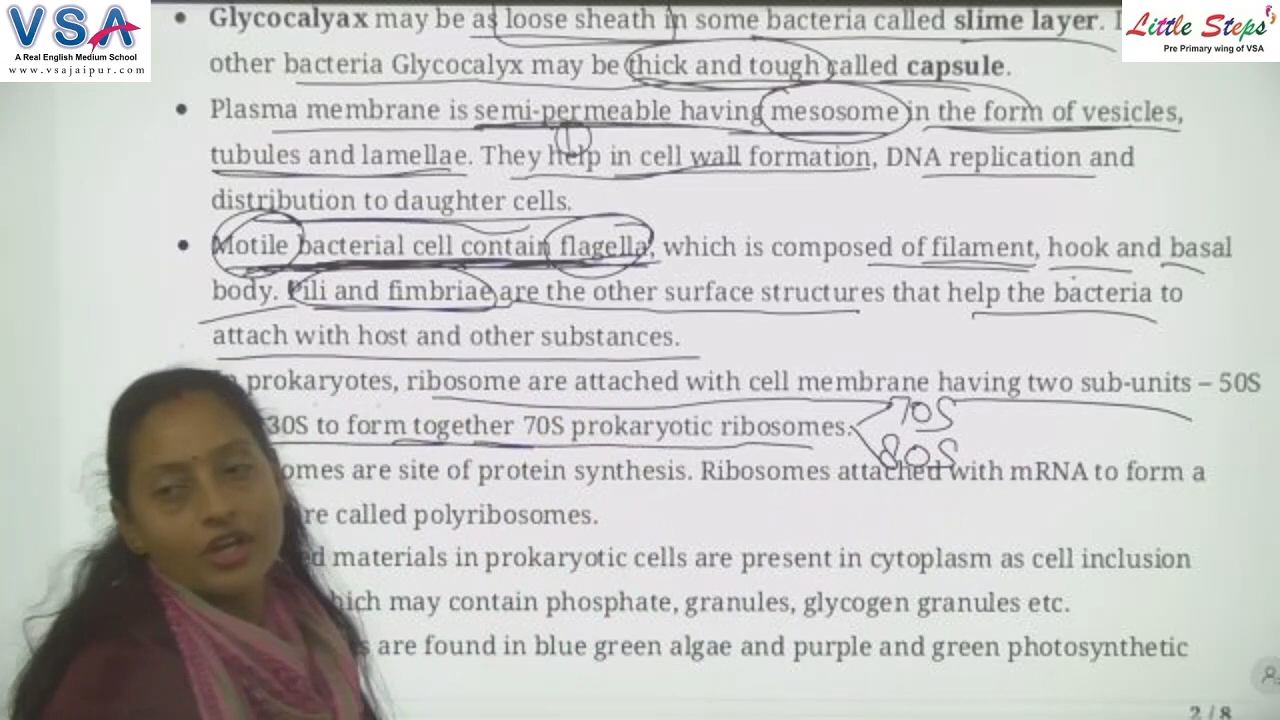 VSA
A Real English Medium School
www.vsajaipur.com
Little Steps
Pre Primary wing of VSA
• Glycocalyax may be as loose sheath in some bacteria called slime layer.
other bacteria Glycocalyx may be thick and tough called capsule.
• Plasma membrane is semi-permeable having mesosome in the form of vesicles,
tubules and lamellae. They help in cell wall formation, DNA replication and
distribution to daughter cells.
• Motile bacterial cell contain flagella, which is composed of filament, hook and basal
body. Pili and fimbriae are the other surface structures that help the bacteria to
attach with host and other substances.
prokaryotes, ribosome are attached with cell membrane having two sub-units – 50S
30S to form together 70S prokaryotic ribosomes.
70S
80S
omes are site of protein synthesis. Ribosomes attached with mRNA to form a
are called polyribosomes.
materials in prokaryotic cells are present in cytoplasm as cell inclusion
which may contain phosphate, granules, glycogen granules etc.
are found in blue green algae and purple and green photosynthetic
2 / 8